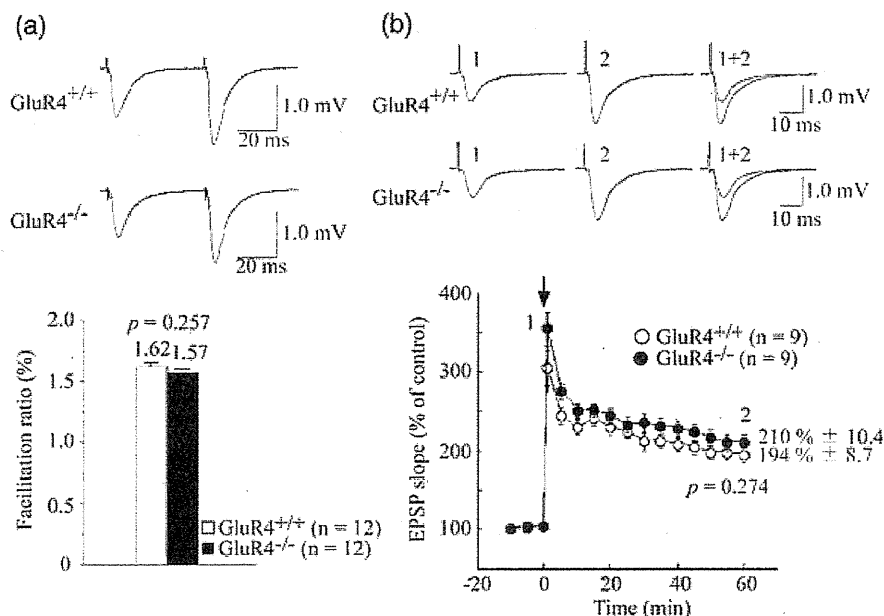 (a)
GluR4+/+
1.0 mV
20 ms
GluR4-/-
1.0 mV
20 ms
p = 0.257
1.62
1.57
2.0
1.5
1.0
0.5
0
Facilitation ratio (%)
GluR4+/+ (n = 12)
GluR4-/- (n = 12)
(b)
1
2
1+2
GluR4+/+
1.0 mV
10 ms
1
2
1+2
GluR4-/-
1.0 mV
10 ms
400
300
200
100
EPSP slope (% of control)
1
GluR4+/+ (n = 9)
GluR4-/- (n = 9)
2
210 % ± 10.4
194 % ± 8.7
p = 0.274
-20
0
20
40
60
Time (min)